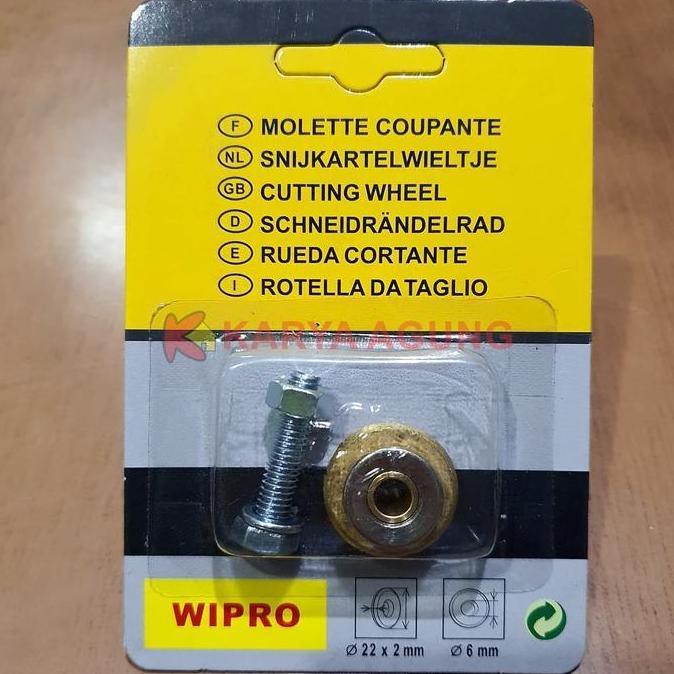 F MOLETTE COUPANTE
NL SNIJKARTELWIELTJE
GB CUTTING WHEEL
D SCHNEIDRÄNDELRAD
E RUEDA CORTANTE
I ROTELLA DA TAGLIO
KARYA AGUNG
WIPRO
Ø 22 x 2 mm Ø 6 mm